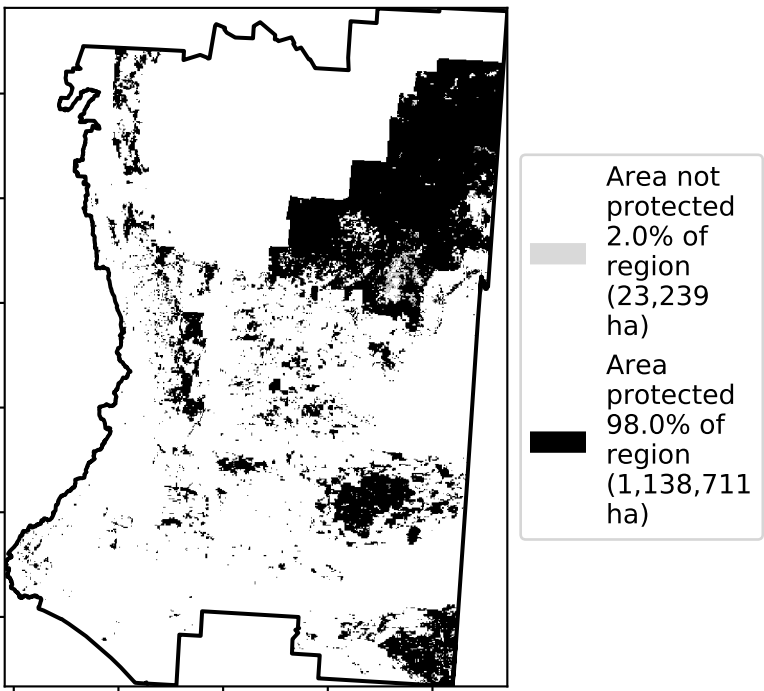 Area not
protected
2.0% of
region
(23,239
ha)
Area
protected
98.0% of
region
(1,138,711
ha)